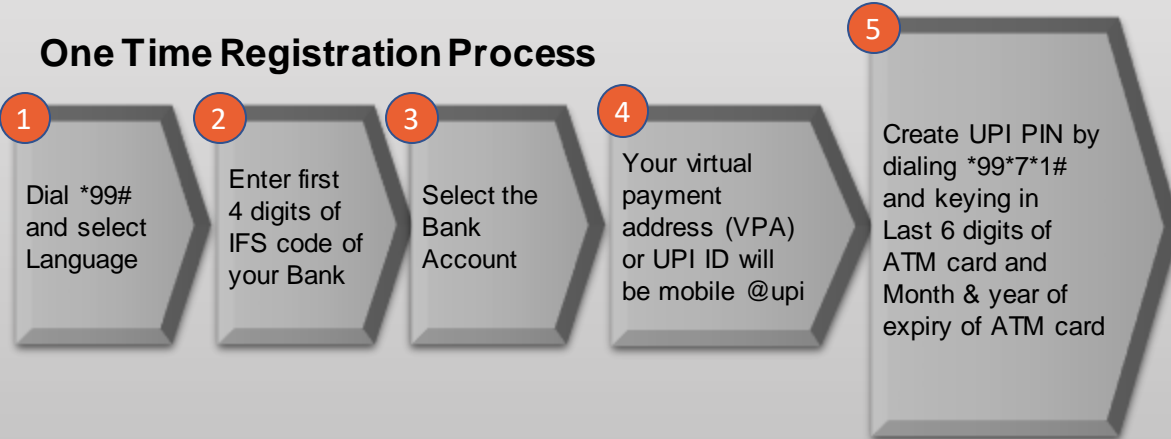 One Time Registration Process
1
Dial *99#
and select
Language
2
Enter first
4 digits of
IFS code of
your Bank
3
Select the
Bank
Account
4
Your virtual
payment
address (VPA)
or UPI ID will
be mobile @upi
5
Create UPI PIN by
dialing *99*7*1#
and keying in
Last 6 digits of
ATM card and
Month & year of
expiry of ATM card